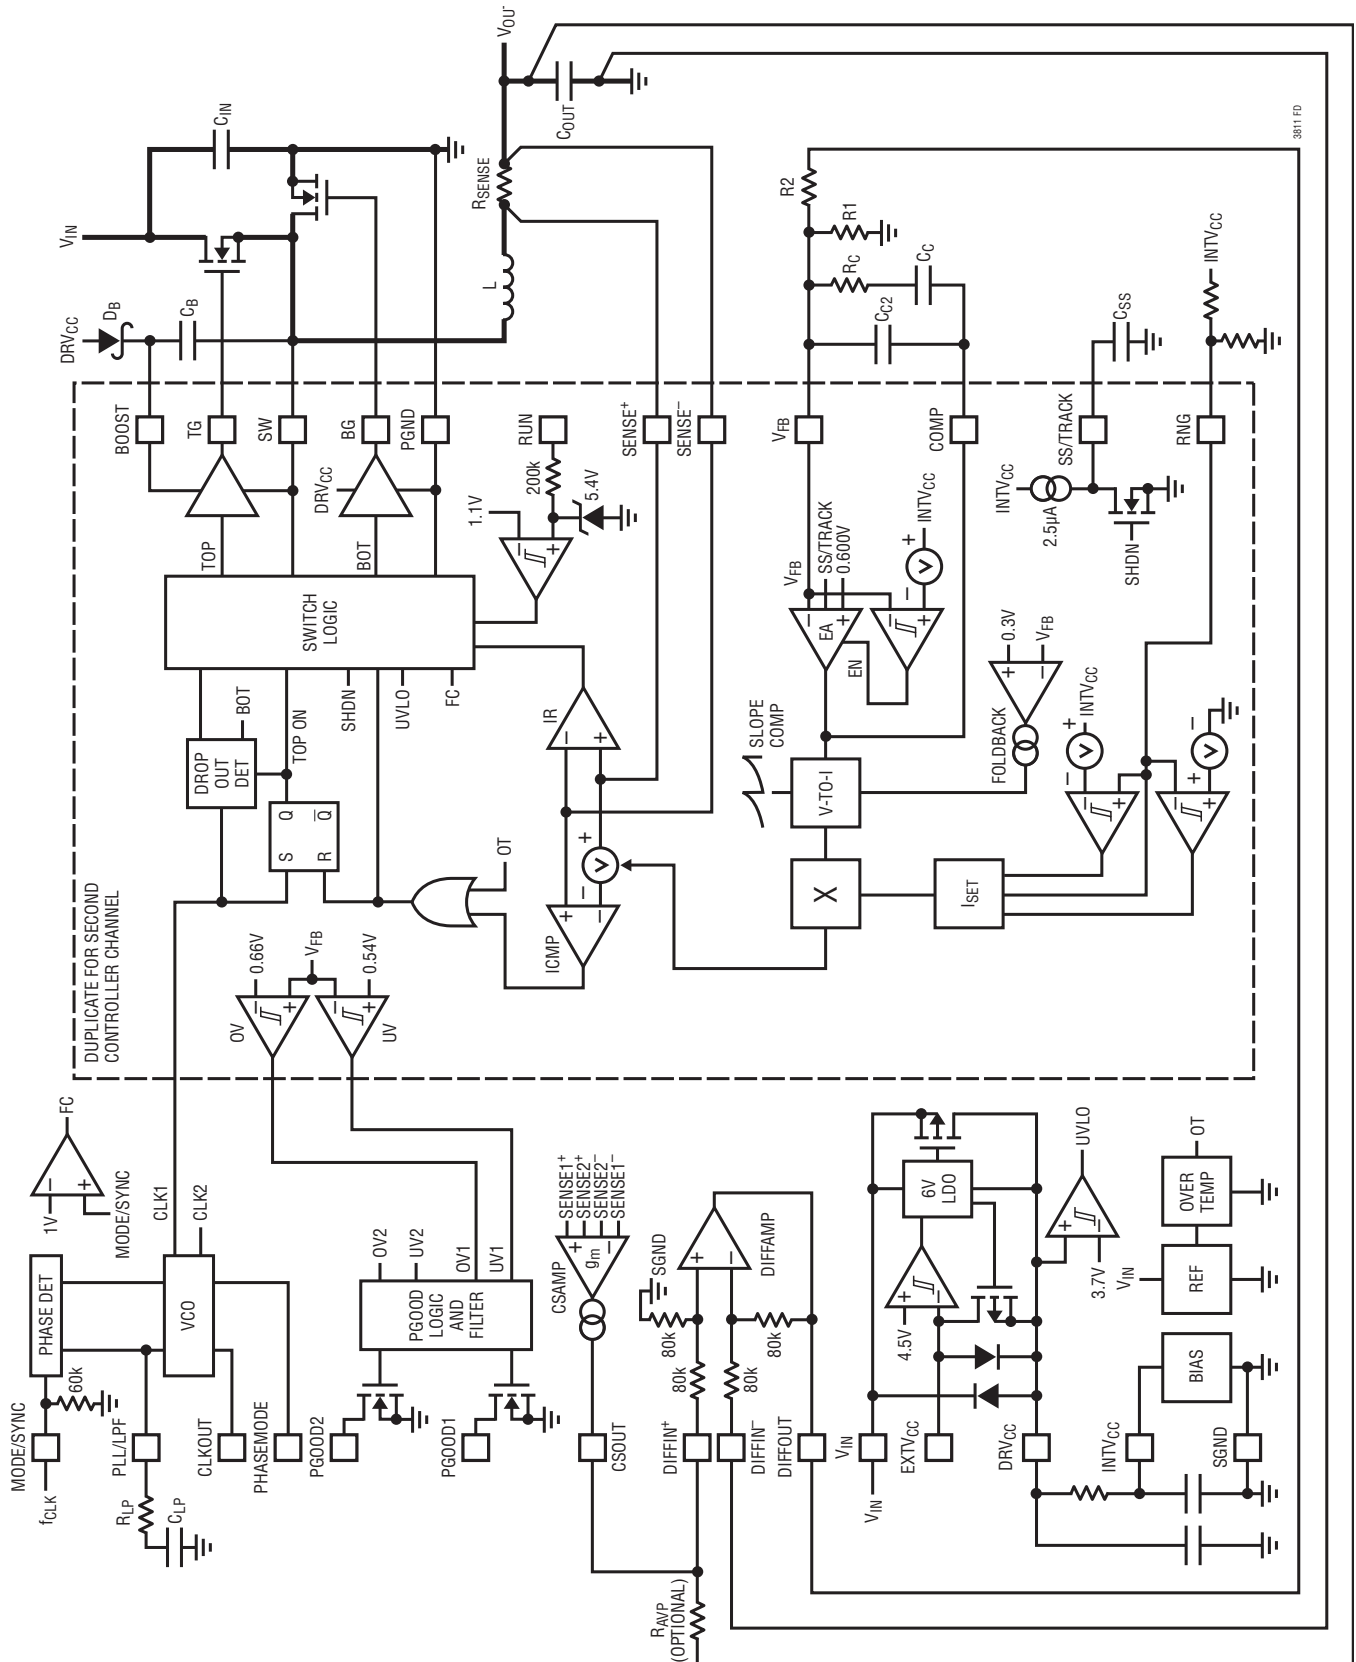 MODE/SYNC
fCLK
60k
PHASE DET
1V
−
+
MODE/SYNC
FC
PLL/LPF
RLP
CLP
VCO
CLK1
CLK2
CLKOUT
PHASEMODE
PGOOD2
PGOOD1
PGOOD
LOGIC
AND
FILTER
OV2
UV2
OV1
UV1
CSOUT
CSAMP
gm
+
−
SENSE1+
SENSE2+
SENSE2−
SENSE1−
SGND
80k
80k
80k
80k
DIFFIN+
DIFFIN−
DIFFOUT
DIFFAMP
+
−
RAVP
(OPTIONAL)
VIN
VIN
EXTVCC
DRVCC
INTVCC
SGND
4.5V
+
−
6V
LDO
3.7V
+
−
UVLO
BIAS
VIN
REF
OVER
TEMP
OT
DUPLICATE FOR SECOND
CONTROLLER CHANNEL
OV
0.66V
−
+
VFB
−
+
0.54V
UV
S
Q
R
Q
DROP
OUT
DET
BOT
TOP ON
SHDN
UVLO
FC
SWITCH
LOGIC
TOP
BOT
DRVCC
BOOST
TG
SW
BG
PGND
DRVCC
DB
CB
VIN
CIN
L
RSENSE
VOU
COUT
RUN
200k
5.4V
1.1V
−
+
SENSE+
SENSE−
IR
−
+
OT
ICMP
+
−
−
+
V
SLOPE
COMP
V-TO-I
X
ISET
EA
EN
−
+
VFB
SS/TRACK
0.600V
−
+
−
+
V
INTVCC
FOLDBACK
+
−
0.3V
VFB
−
+
V
INTVCC
−
+
−
+
+
−
V
VFB
COMP
SS/TRACK
RNG
INTVCC
2.5µA
SHDN
R2
R1
RC
CC
CC2
CSS
INTVCC
3811 FD